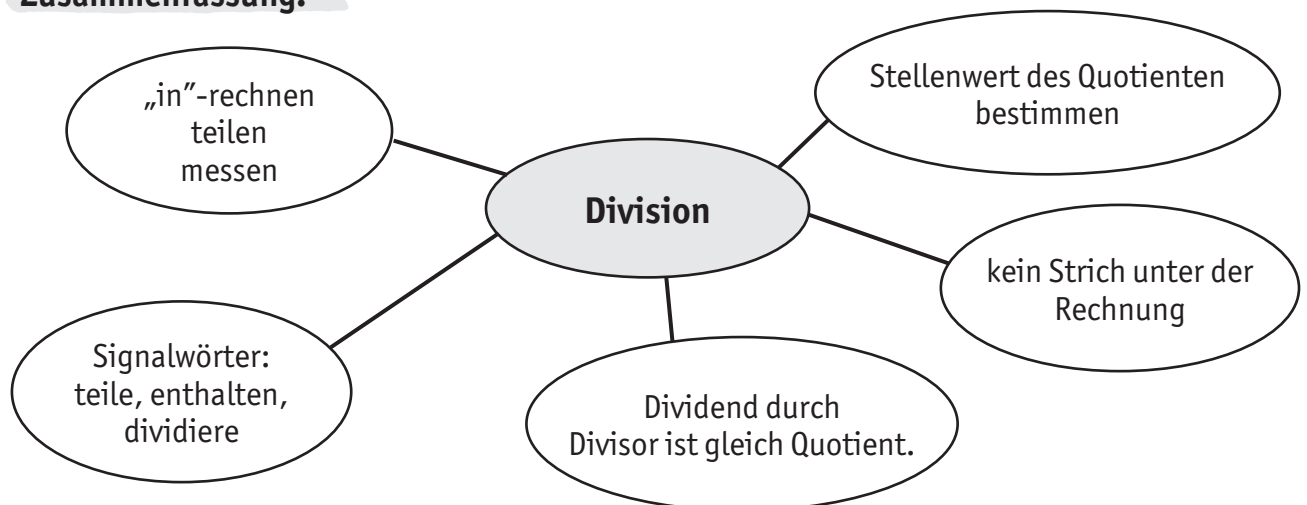 Zusammenfassung:
„in”-rechnen
teilen
messen
Stellenwert des Quotienten
bestimmen
Division
kein Strich unter der
Rechnung
Signalwörter:
teile, enthalten,
dividiere
Dividend durch
Divisor ist gleich Quotient.